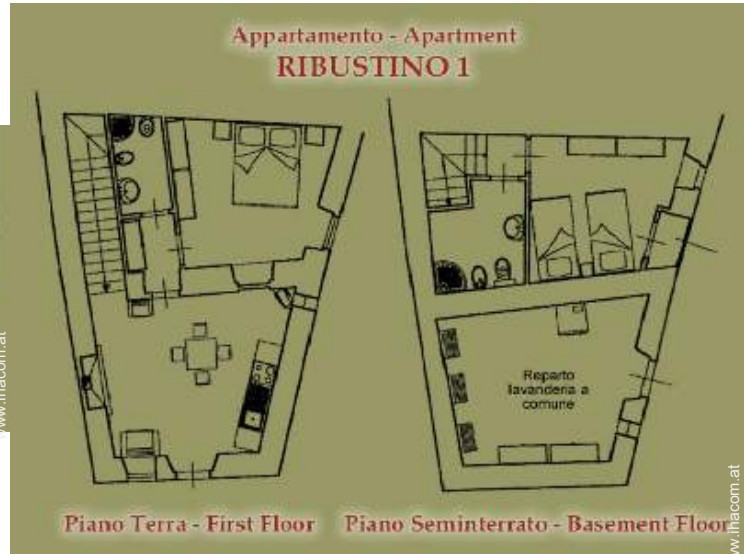 Appartamento - Apartment
RIBUSTINO 1
Reparto
lavanderia a
comune
Piano Terra - First Floor
Piano Seminterrato - Basement Floor
www.ihacom.at
www.ihacom.at